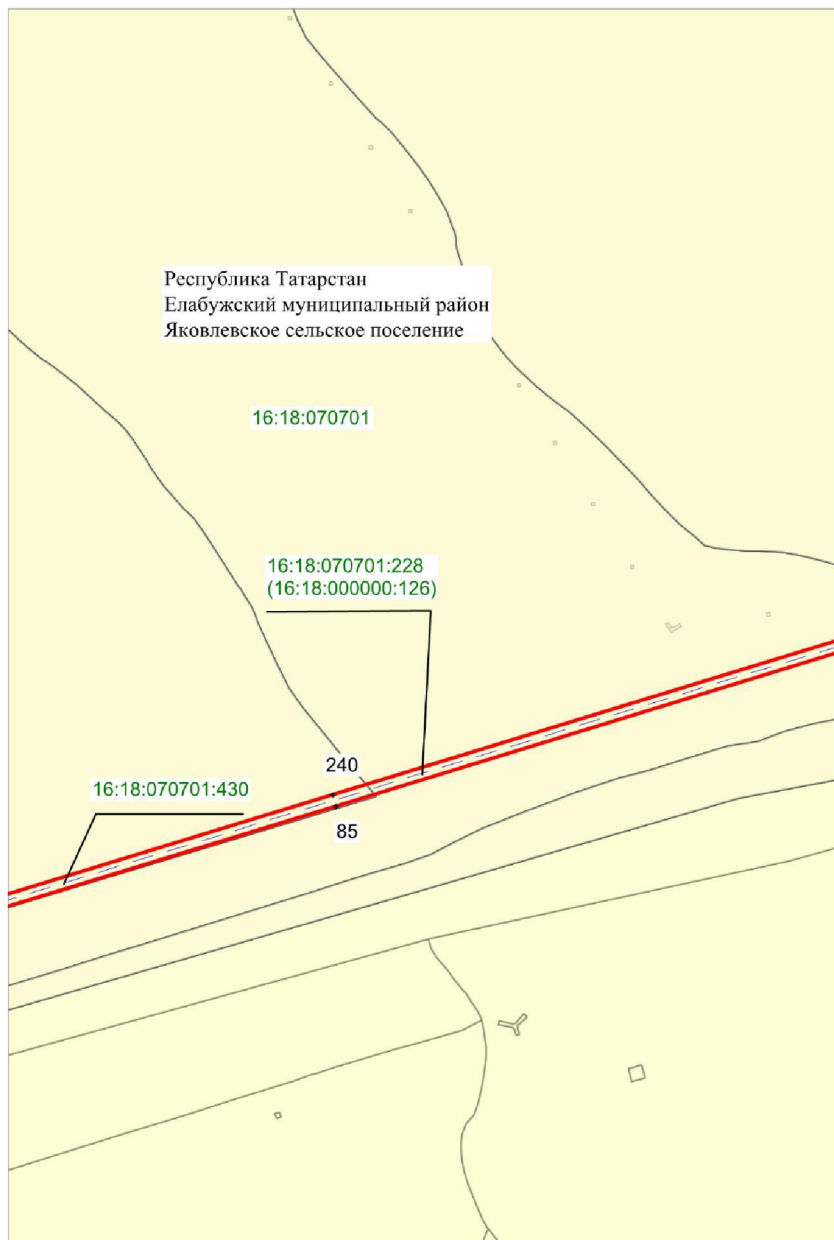 Республика Татарстан
Елабужский муниципальный район
Яковлевское сельское поселение
16:18:070701
16:18:070701:228
(16:18:000000:126)
240
16:18:070701:430
85